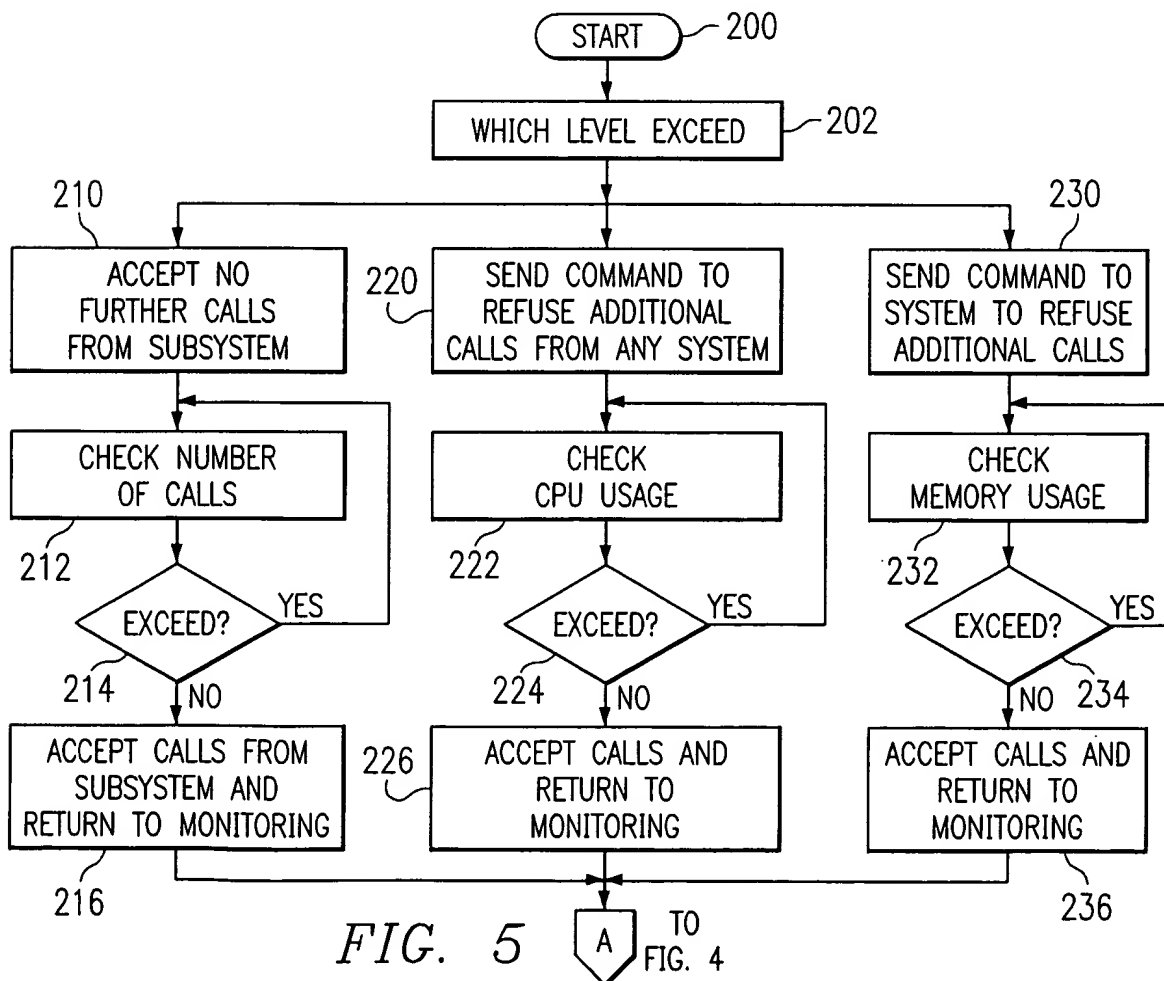 START
200
WHICH LEVEL EXCEED
202
210
ACCEPT NO
FURTHER CALLS
FROM SUBSYSTEM
220
SEND COMMAND TO
REFUSE ADDITIONAL
CALLS FROM ANY SYSTEM
230
SEND COMMAND TO
SYSTEM TO REFUSE
ADDITIONAL CALLS
CHECK NUMBER
OF CALLS
212
CHECK
CPU USAGE
222
CHECK
MEMORY USAGE
232
EXCEED?
YES
214
NO
EXCEED?
YES
224
NO
EXCEED?
YES
234
NO
ACCEPT CALLS FROM
SUBSYSTEM AND
RETURN TO MONITORING
216
226
ACCEPT CALLS AND
RETURN TO
MONITORING
ACCEPT CALLS AND
RETURN TO
MONITORING
236
FIG. 5
A
TO
FIG. 4